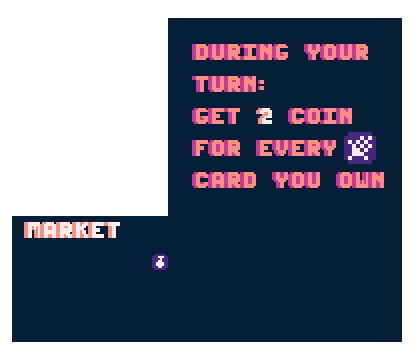 DURING YOUR
TURN:
GET 2 COIN
FOR EVERY
CARD YOU OWN
MARKET